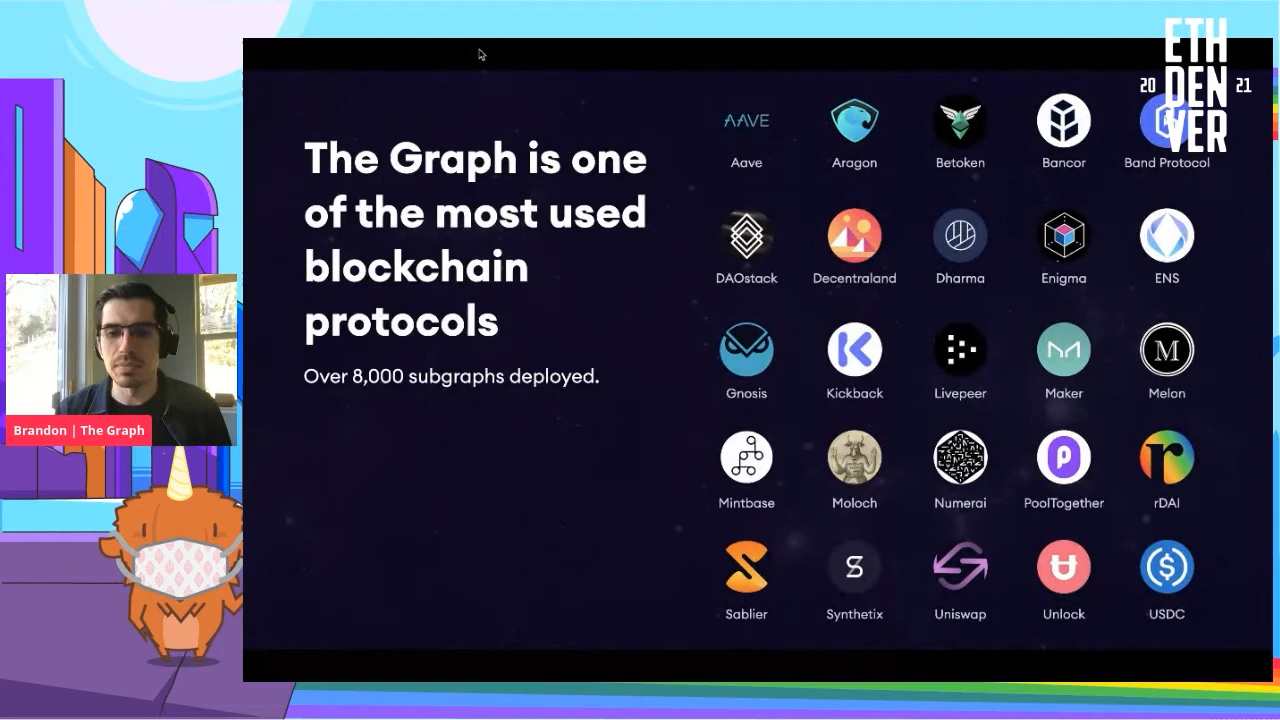 ETH
20 DEN 21
VER
The Graph is one
of the most used
blockchain
protocols
Over 8,000 subgraphs deployed.
AAVE
Aave
Aragon
Betoken
Bancor
Band Protocol
DAOstack
Decentraland
Dharma
Enigma
ENS
Gnosis
Kickback
Livepeer
Maker
M
Melon
Mintbase
Moloch
Numerai
PoolTogether
r
rDAI
Sablier
Synthetix
Uniswap
Unlock
USDC
Brandon | The Graph